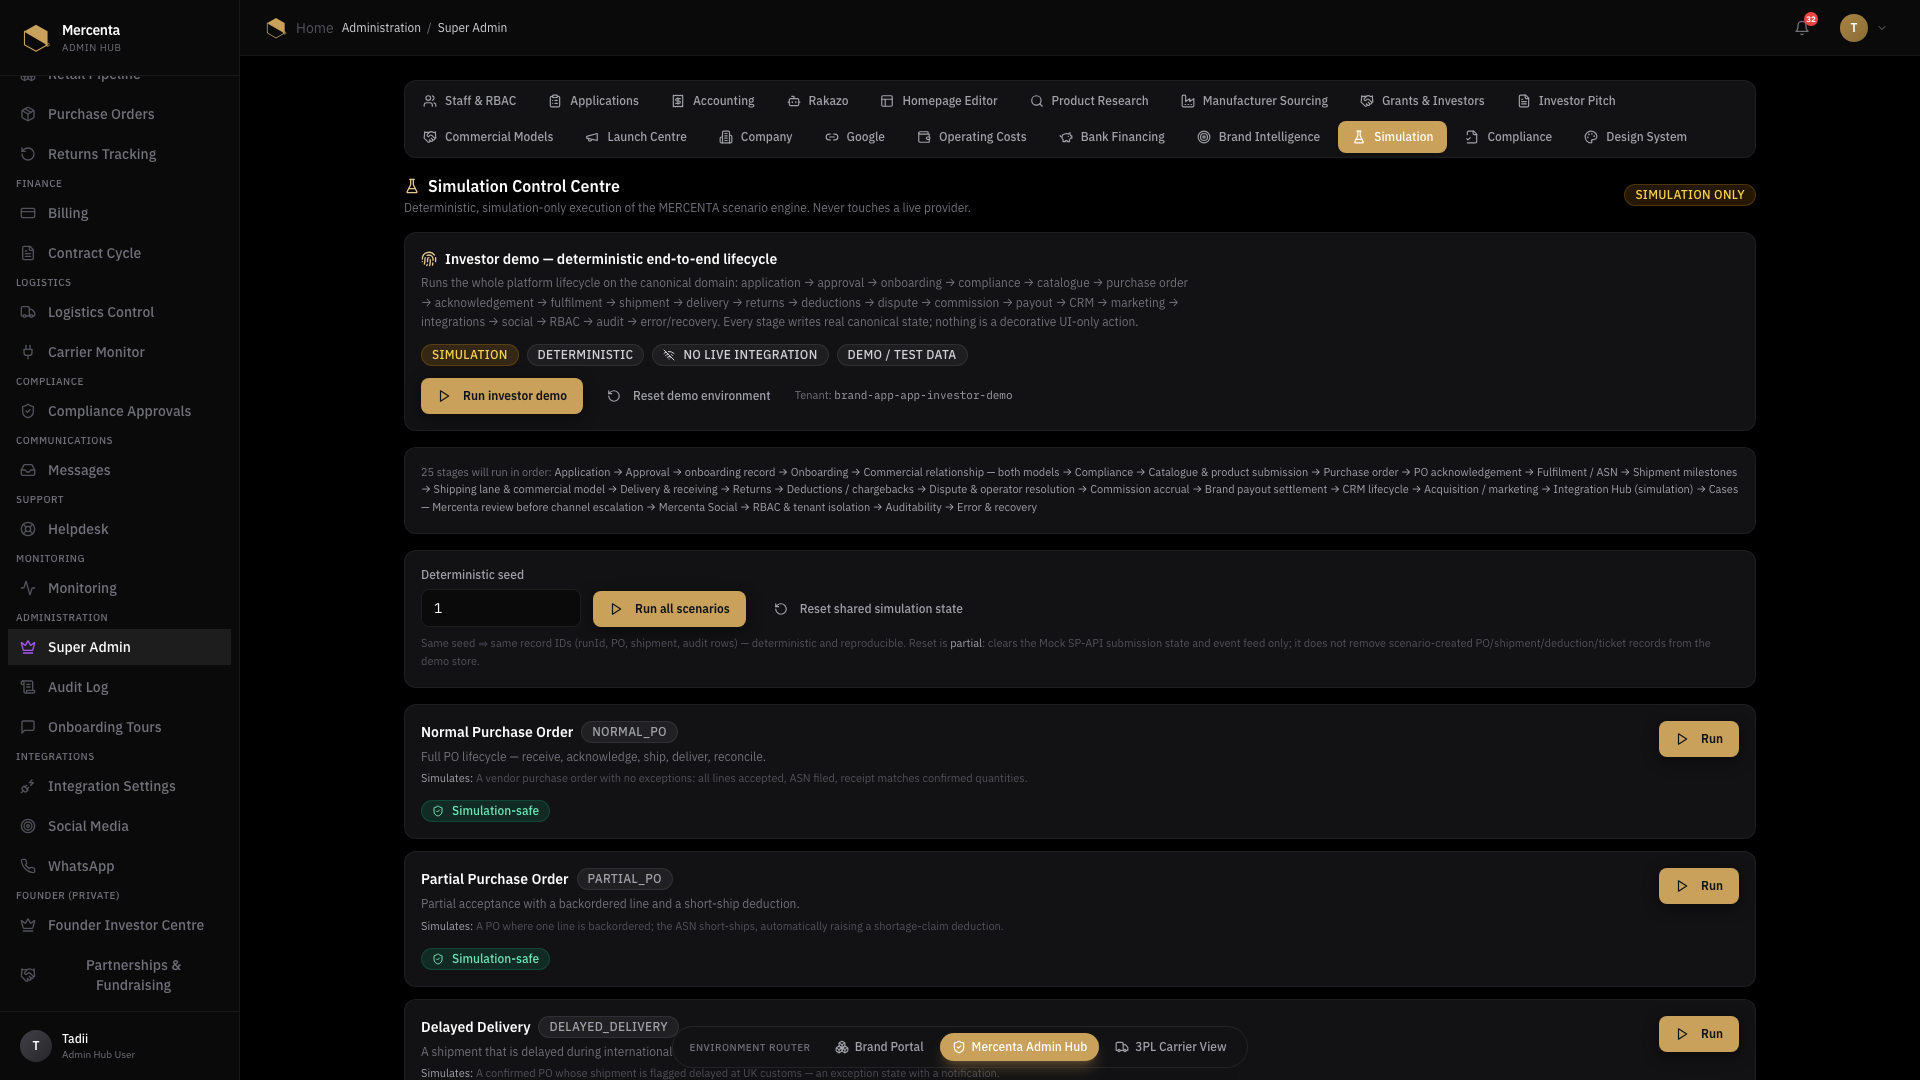 Mercenta
ADMIN HUB
Retail Pipeline
Purchase Orders
Returns Tracking
FINANCE
Billing
Contract Cycle
LOGISTICS
Logistics Control
Carrier Monitor
COMPLIANCE
Compliance Approvals
COMMUNICATIONS
Messages
SUPPORT
Helpdesk
MONITORING
Monitoring
ADMINISTRATION
Super Admin
Audit Log
Onboarding Tours
INTEGRATIONS
Integration Settings
Social Media
WhatsApp
FOUNDER (PRIVATE)
Founder Investor Centre
Partnerships &
Fundraising
T
Tadii
Admin Hub User
Home Administration / Super Admin
32
T
Staff & RBAC Applications Accounting Rakazo Homepage Editor Product Research Manufacturer Sourcing Grants & Investors Investor Pitch
Commercial Models Launch Centre Company Google Operating Costs Bank Financing Brand Intelligence Simulation Compliance Design System
Simulation Control Centre
Deterministic, simulation-only execution of the MERCENTA scenario engine. Never touches a live provider.
SIMULATION ONLY
Investor demo — deterministic end-to-end lifecycle
Runs the whole platform lifecycle on the canonical domain: application → approval → onboarding → compliance → catalogue → purchase order
→ acknowledgement → fulfilment → shipment → delivery → returns → deductions → dispute → commission → payout → CRM → marketing →
integrations → social → RBAC → audit → error/recovery. Every stage writes real canonical state; nothing is a decorative UI-only action.
SIMULATION DETERMINISTIC NO LIVE INTEGRATION DEMO / TEST DATA
Run investor demo Reset demo environment Tenant: brand-app-app-investor-demo
25 stages will run in order: Application → Approval → onboarding record → Onboarding → Commercial relationship — both models → Compliance → Catalogue & product submission → Purchase order → PO acknowledgement → Fulfilment / ASN → Shipment milestones
→ Shipping lane & commercial model → Delivery & receiving → Returns → Deductions / chargebacks → Dispute & operator resolution → Commission accrual → Brand payout settlement → CRM lifecycle → Acquisition / marketing → Integration Hub (simulation) → Cases
— Mercenta review before channel escalation → Mercenta Social → RBAC & tenant isolation → Auditability → Error & recovery
Deterministic seed
1
Run all scenarios Reset shared simulation state
Same seed ⇒ same record IDs (runId, PO, shipment, audit rows) — deterministic and reproducible. Reset is partial: clears the Mock SP-API submission state and event feed only; it does not remove scenario-created PO/shipment/deduction/ticket records from the
demo store.
Normal Purchase Order NORMAL_PO
Full PO lifecycle — receive, acknowledge, ship, deliver, reconcile.
Simulates: A vendor purchase order with no exceptions: all lines accepted, ASN filed, receipt matches confirmed quantities.
Simulation-safe
Run
Partial Purchase Order PARTIAL_PO
Partial acceptance with a backordered line and a short-ship deduction.
Simulates: A PO where one line is backordered; the ASN short-ships, automatically raising a shortage-claim deduction.
Simulation-safe
Run
Delayed Delivery DELAYED_DELIVERY
A shipment that is delayed during international
Simulates: A confirmed PO whose shipment is flagged delayed at UK customs — an exception state with a notification.
Run
ENVIRONMENT ROUTER Brand Portal Mercenta Admin Hub 3PL Carrier View